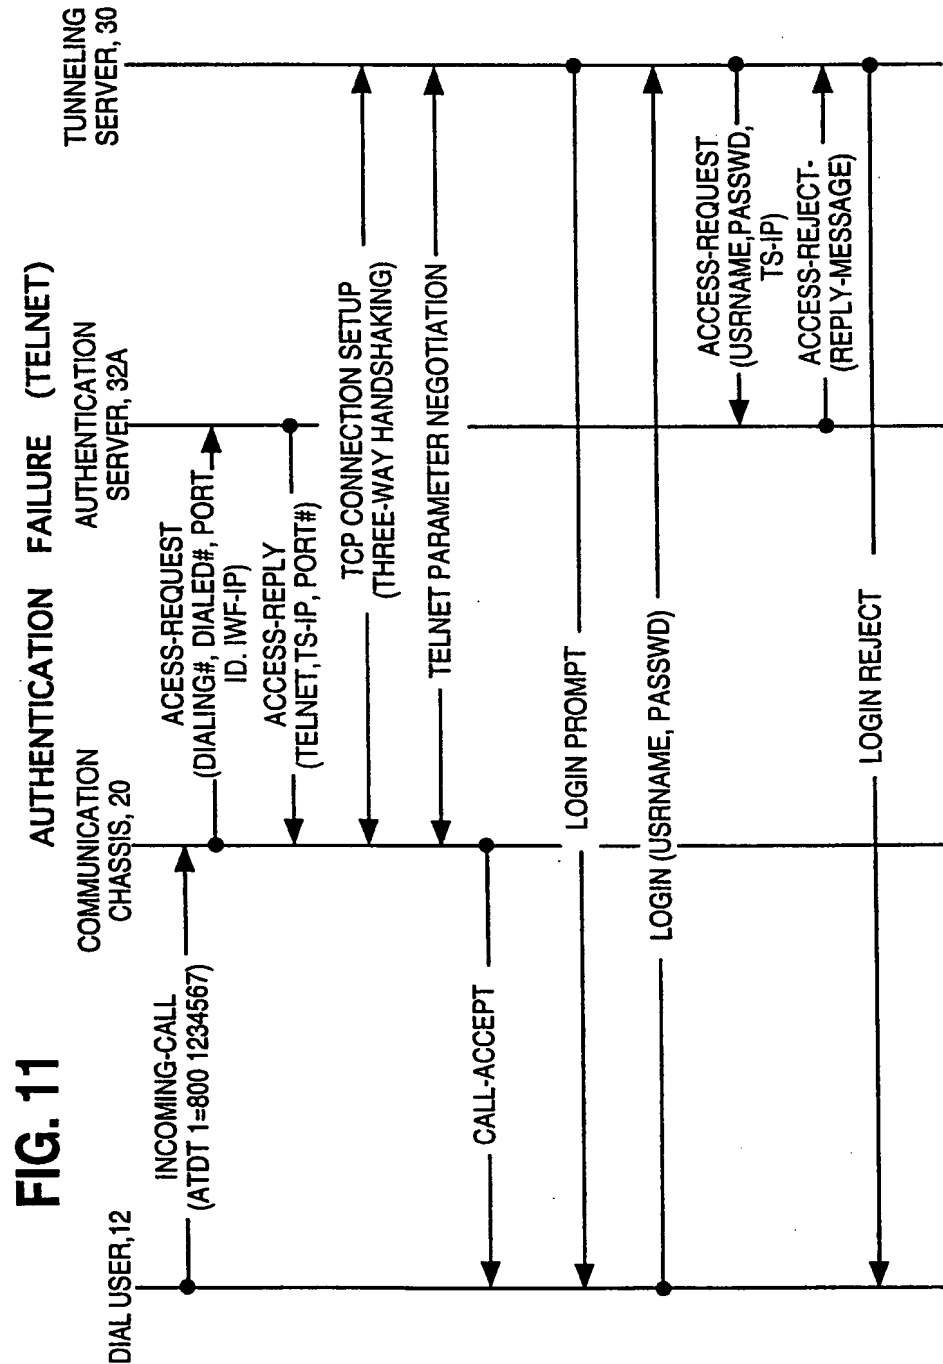 FIG. 11
AUTHENTICATION FAILURE (TELNET)
DIAL USER,12
COMMUNICATION
CHASSIS, 20
AUTHENTICATION
SERVER, 32A
TUNNELING
SERVER, 30
INCOMING-CALL
(ATDT 1=800 1234567)
ACESS-REQUEST
(DIALING#, DIALED#, PORT
ID. IWF-IP)
ACCESS-REPLY
(TELNET,TS-IP, PORT#)
TCP CONNECTION SETUP
(THREE-WAY HANDSHAKING)
TELNET PARAMETER NEGOTIATION
CALL-ACCEPT
LOGIN PROMPT
LOGIN (USRNAME, PASSWD)
ACCESS-REQUEST
(USRNAME,PASSWD,
TS-IP)
ACCESS-REJECT-
(REPLY-MESSAGE)
LOGIN REJECT